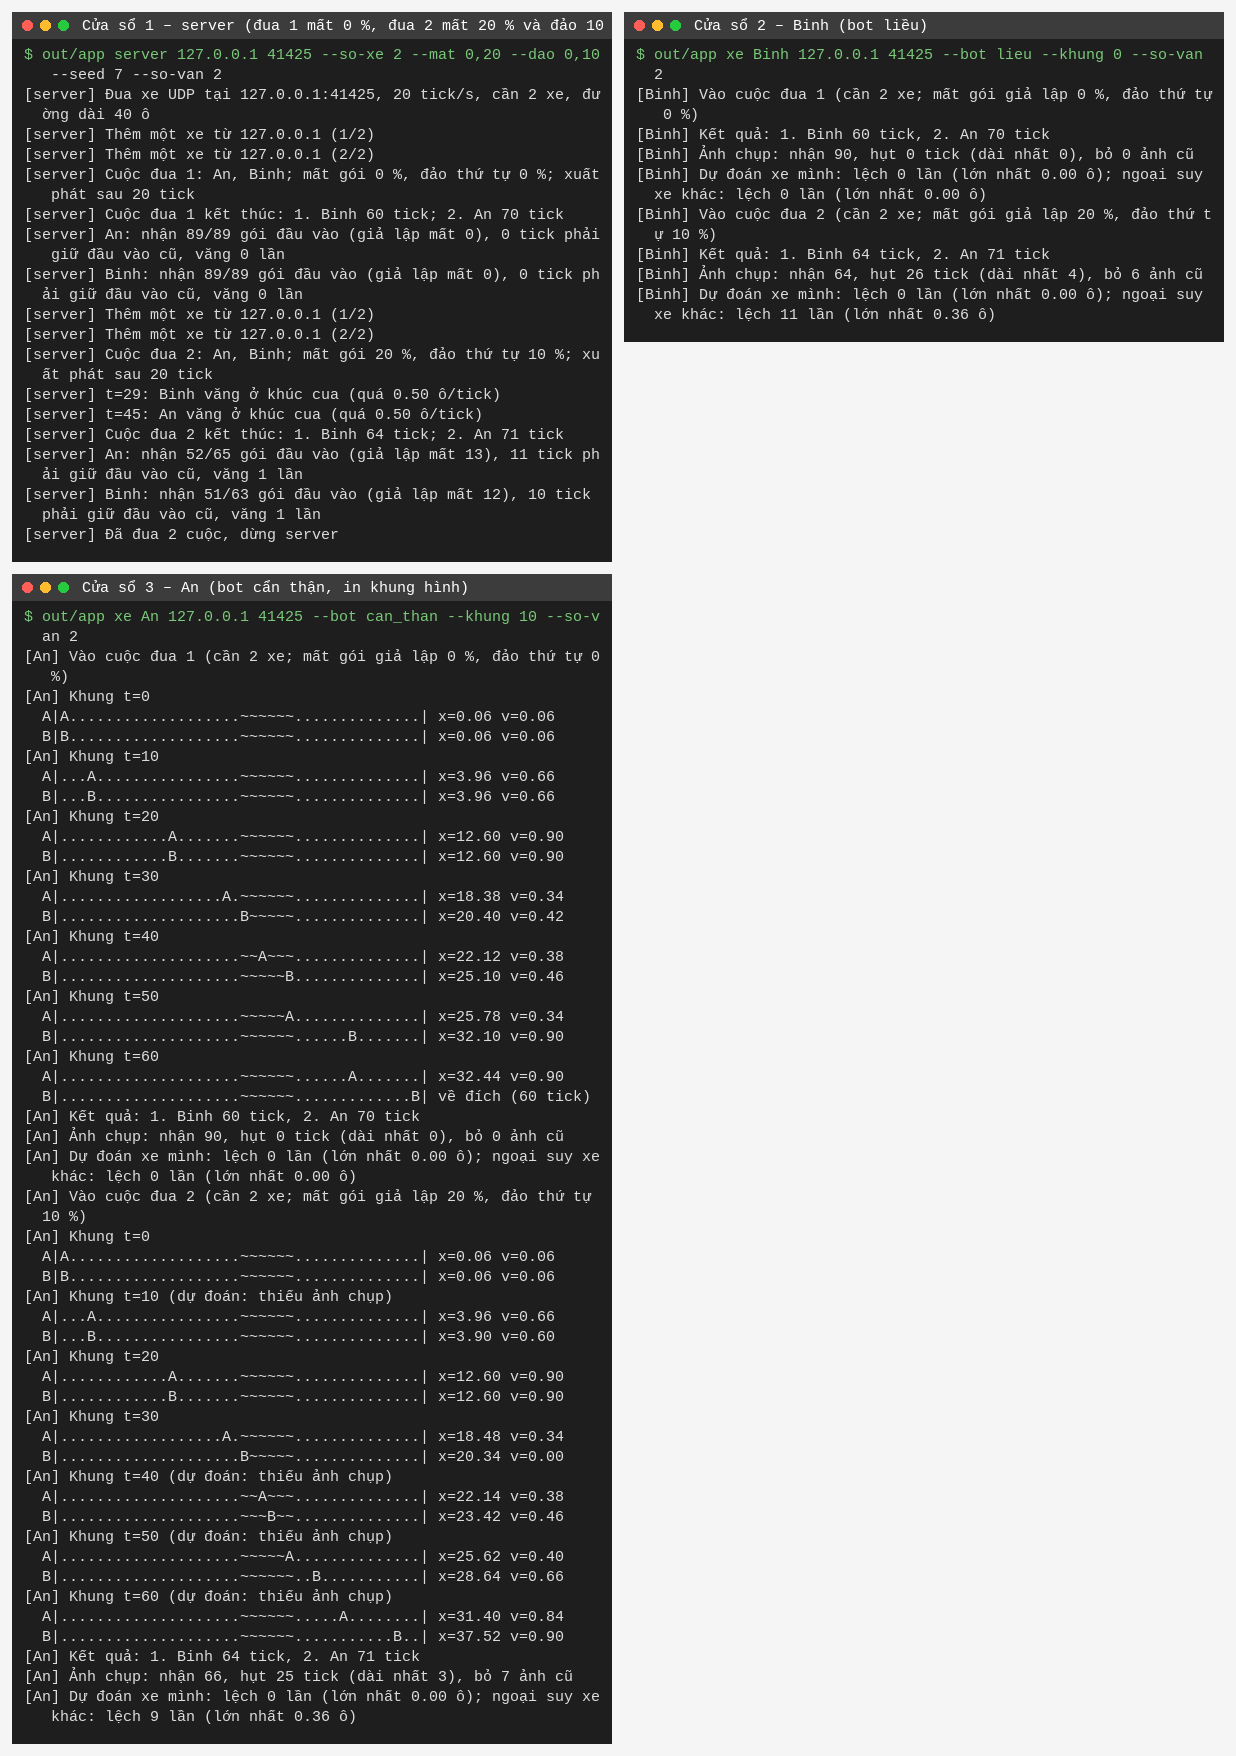 Cửa sổ 1 – server (đua 1 mất 0 %, đua 2 mất 20 % và đảo 10
$ out/app server 127.0.0.1 41425 --so-xe 2 --mat 0,20 --dao 0,10
--seed 7 --so-van 2
[server] Đua xe UDP tại 127.0.0.1:41425, 20 tick/s, cần 2 xe, đư
ờng dài 40 ô
[server] Thêm một xe từ 127.0.0.1 (1/2)
[server] Thêm một xe từ 127.0.0.1 (2/2)
[server] Cuộc đua 1: An, Binh; mất gói 0 %, đảo thứ tự 0 %; xuất
phát sau 20 tick
[server] Cuộc đua 1 kết thúc: 1. Binh 60 tick; 2. An 70 tick
[server] An: nhận 89/89 gói đầu vào (giả lập mất 0), 0 tick phải
giữ đầu vào cũ, văng 0 lần
[server] Binh: nhận 89/89 gói đầu vào (giả lập mất 0), 0 tick ph
ải giữ đầu vào cũ, văng 0 lần
[server] Thêm một xe từ 127.0.0.1 (1/2)
[server] Thêm một xe từ 127.0.0.1 (2/2)
[server] Cuộc đua 2: An, Binh; mất gói 20 %, đảo thứ tự 10 %; xu
ất phát sau 20 tick
[server] t=29: Binh văng ở khúc cua (quá 0.50 ô/tick)
[server] t=45: An văng ở khúc cua (quá 0.50 ô/tick)
[server] Cuộc đua 2 kết thúc: 1. Binh 64 tick; 2. An 71 tick
[server] An: nhận 52/65 gói đầu vào (giả lập mất 13), 11 tick ph
ải giữ đầu vào cũ, văng 1 lần
[server] Binh: nhận 51/63 gói đầu vào (giả lập mất 12), 10 tick
phải giữ đầu vào cũ, văng 1 lần
[server] Đã đua 2 cuộc, dừng server
Cửa sổ 2 – Binh (bot liều)
$ out/app xe Binh 127.0.0.1 41425 --bot lieu --khung 0 --so-van
2
[Binh] Vào cuộc đua 1 (cần 2 xe; mất gói giả lập 0 %, đảo thứ tự
0 %)
[Binh] Kết quả: 1. Binh 60 tick, 2. An 70 tick
[Binh] Ảnh chụp: nhận 90, hụt 0 tick (dài nhất 0), bỏ 0 ảnh cũ
[Binh] Dự đoán xe mình: lệch 0 lần (lớn nhất 0.00 ô); ngoại suy
xe khác: lệch 0 lần (lớn nhất 0.00 ô)
[Binh] Vào cuộc đua 2 (cần 2 xe; mất gói giả lập 20 %, đảo thứ t
ự 10 %)
[Binh] Kết quả: 1. Binh 64 tick, 2. An 71 tick
[Binh] Ảnh chụp: nhận 64, hụt 26 tick (dài nhất 4), bỏ 6 ảnh cũ
[Binh] Dự đoán xe mình: lệch 0 lần (lớn nhất 0.00 ô); ngoại suy
xe khác: lệch 11 lần (lớn nhất 0.36 ô)
Cửa sổ 3 – An (bot cẩn thận, in khung hình)
$ out/app xe An 127.0.0.1 41425 --bot can_than --khung 10 --so-v
an 2
[An] Vào cuộc đua 1 (cần 2 xe; mất gói giả lập 0 %, đảo thứ tự 0
%)
[An] Khung t=0
A|A...................~~~~~~..............| x=0.06 v=0.06
B|B...................~~~~~~..............| x=0.06 v=0.06
[An] Khung t=10
A|...A................~~~~~~..............| x=3.96 v=0.66
B|...B................~~~~~~..............| x=3.96 v=0.66
[An] Khung t=20
A|............A.......~~~~~~..............| x=12.60 v=0.90
B|............B.......~~~~~~..............| x=12.60 v=0.90
[An] Khung t=30
A|..................A.~~~~~~..............| x=18.38 v=0.34
B|....................B~~~~~..............| x=20.40 v=0.42
[An] Khung t=40
A|....................~~A~~~..............| x=22.12 v=0.38
B|....................~~~~~B..............| x=25.10 v=0.46
[An] Khung t=50
A|....................~~~~~A..............| x=25.78 v=0.34
B|....................~~~~~~......B.......| x=32.10 v=0.90
[An] Khung t=60
A|....................~~~~~~......A.......| x=32.44 v=0.90
B|....................~~~~~~.............B| về đích (60 tick)
[An] Kết quả: 1. Binh 60 tick, 2. An 70 tick
[An] Ảnh chụp: nhận 90, hụt 0 tick (dài nhất 0), bỏ 0 ảnh cũ
[An] Dự đoán xe mình: lệch 0 lần (lớn nhất 0.00 ô); ngoại suy xe
khác: lệch 0 lần (lớn nhất 0.00 ô)
[An] Vào cuộc đua 2 (cần 2 xe; mất gói giả lập 20 %, đảo thứ tự
10 %)
[An] Khung t=0
A|A...................~~~~~~..............| x=0.06 v=0.06
B|B...................~~~~~~..............| x=0.06 v=0.06
[An] Khung t=10 (dự đoán: thiếu ảnh chụp)
A|...A................~~~~~~..............| x=3.96 v=0.66
B|...B................~~~~~~..............| x=3.90 v=0.60
[An] Khung t=20
A|............A.......~~~~~~..............| x=12.60 v=0.90
B|............B.......~~~~~~..............| x=12.60 v=0.90
[An] Khung t=30
A|..................A.~~~~~~..............| x=18.48 v=0.34
B|....................B~~~~~..............| x=20.34 v=0.00
[An] Khung t=40 (dự đoán: thiếu ảnh chụp)
A|....................~~A~~~..............| x=22.14 v=0.38
B|....................~~~B~~..............| x=23.42 v=0.46
[An] Khung t=50 (dự đoán: thiếu ảnh chụp)
A|....................~~~~~A..............| x=25.62 v=0.40
B|....................~~~~~~..B...........| x=28.64 v=0.66
[An] Khung t=60 (dự đoán: thiếu ảnh chụp)
A|....................~~~~~~.....A........| x=31.40 v=0.84
B|....................~~~~~~...........B..| x=37.52 v=0.90
[An] Kết quả: 1. Binh 64 tick, 2. An 71 tick
[An] Ảnh chụp: nhận 66, hụt 25 tick (dài nhất 3), bỏ 7 ảnh cũ
[An] Dự đoán xe mình: lệch 0 lần (lớn nhất 0.00 ô); ngoại suy xe
khác: lệch 9 lần (lớn nhất 0.36 ô)